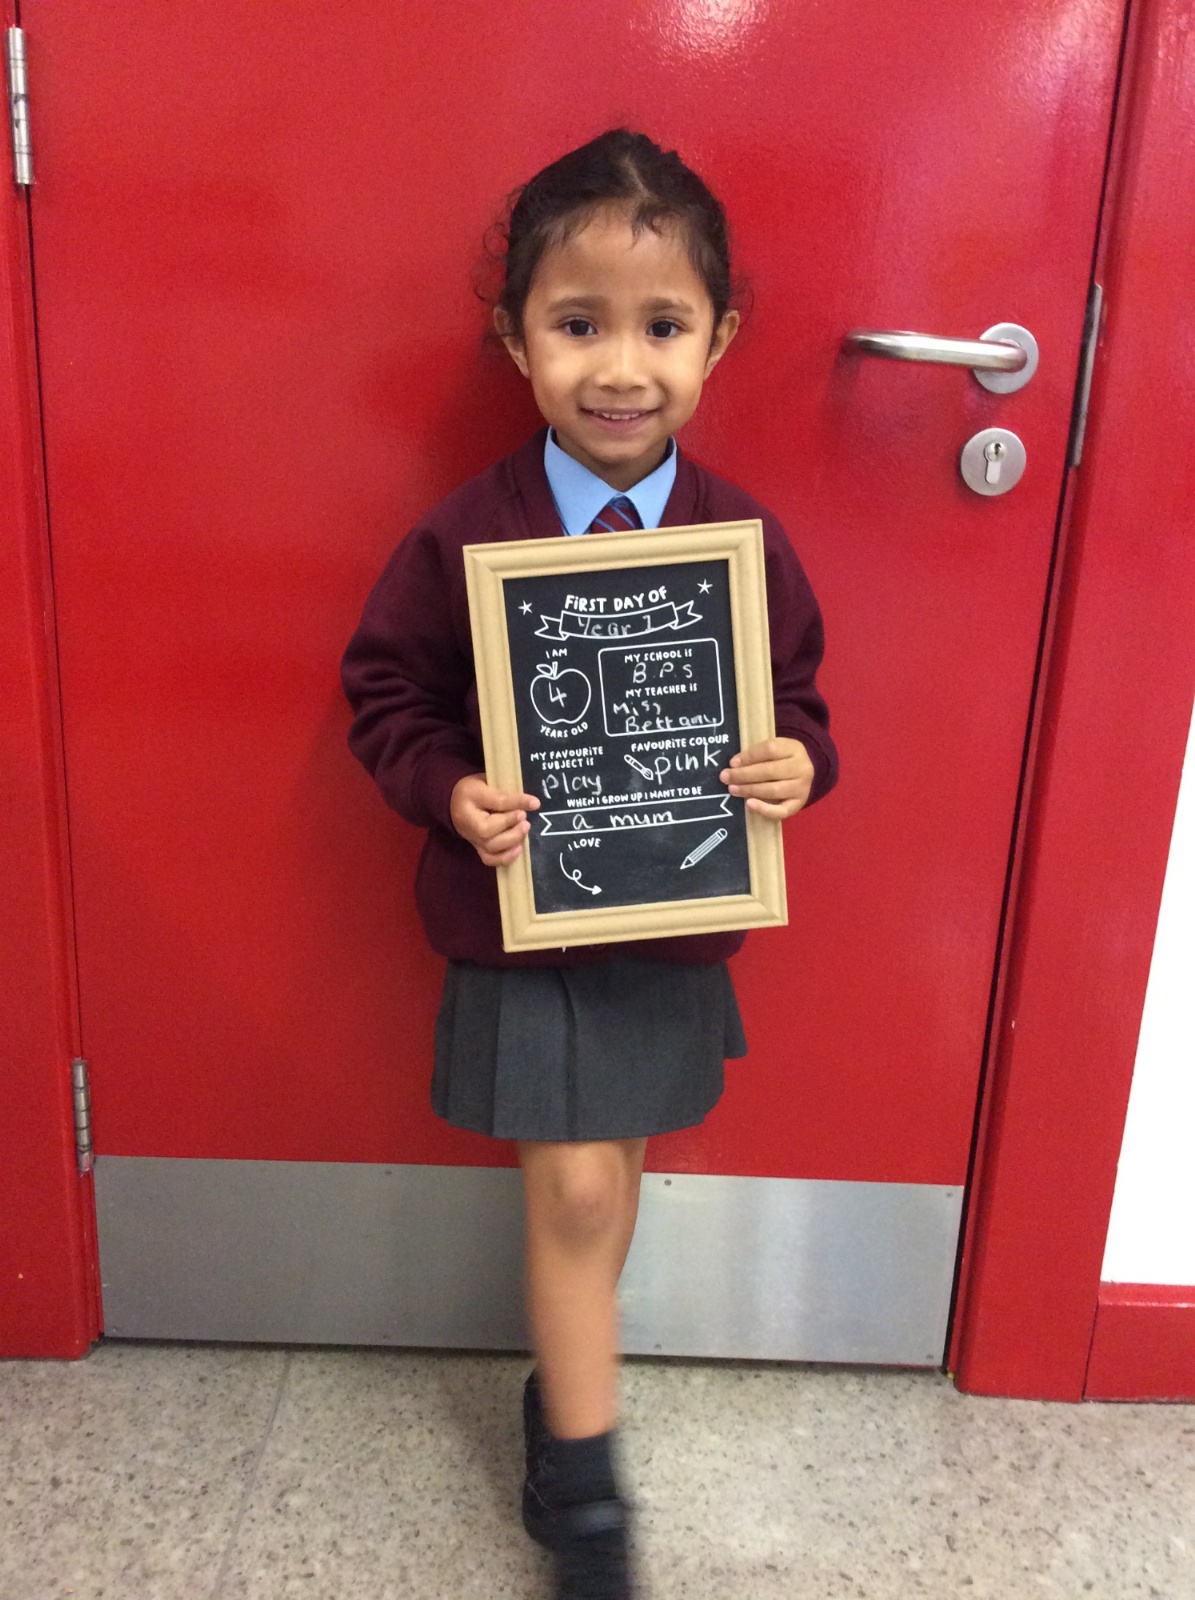 FIRST DAY OF
Year 1
I AM
4
YEARS OLD
MY SCHOOL IS
B.P.S
MY TEACHER IS
Miss
Bettany
MY FAVOURITE
SUBJECT IS
play
FAVOURITE COLOUR
pink
WHEN I GROW UP I WANT TO BE
a mum
I LOVE